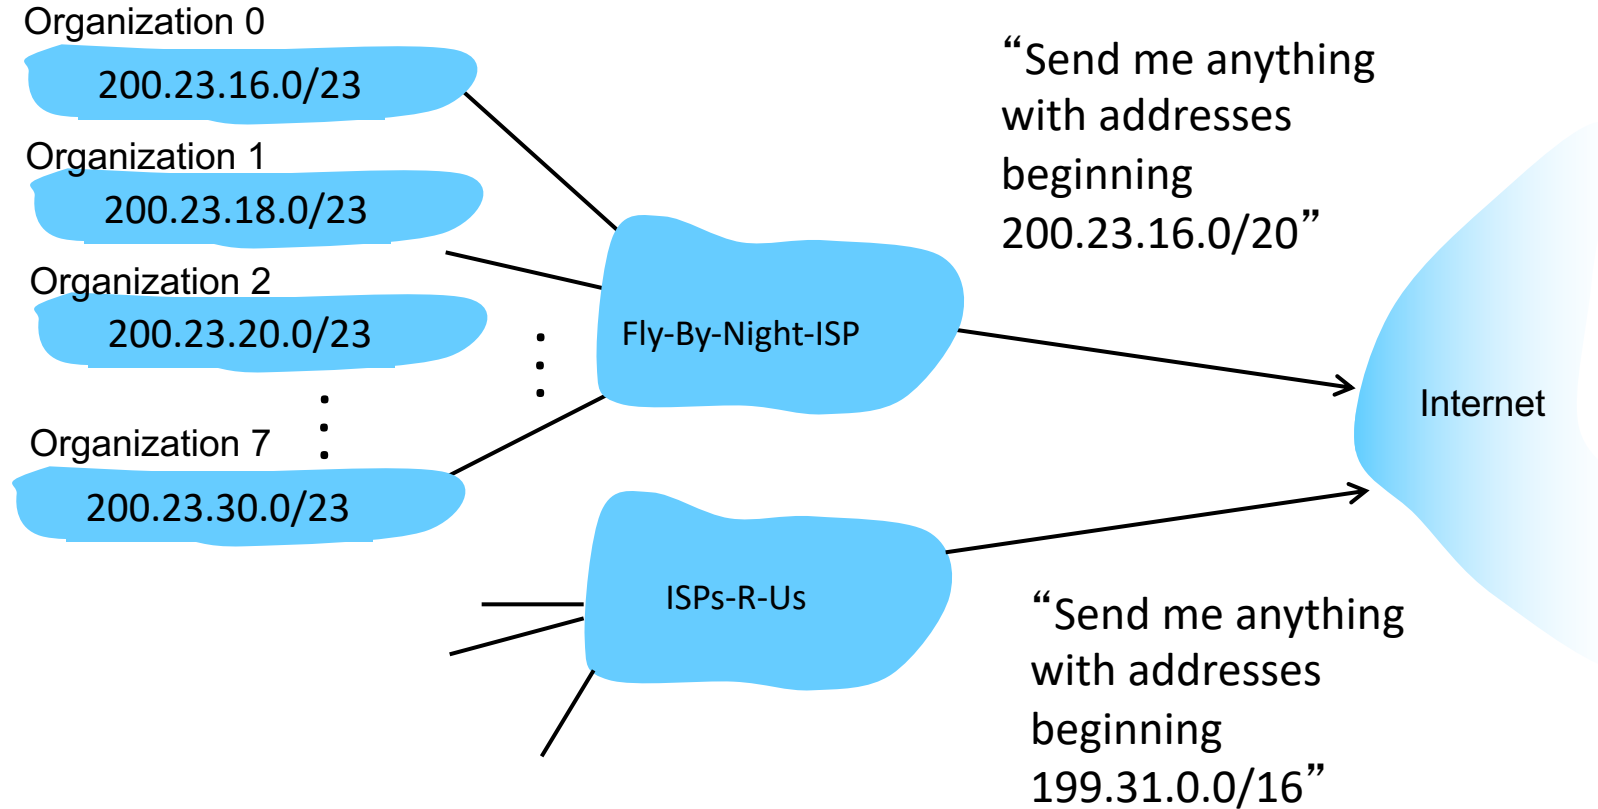 Organization 0
200.23.16.0/23
Organization 1
200.23.18.0/23
Organization 2
200.23.20.0/23
Organization 7
200.23.30.0/23
Fly-By-Night-ISP
ISPs-R-Us
“Send me anything
with addresses
beginning
200.23.16.0/20”
Internet
“Send me anything
with addresses
beginning
199.31.0.0/16”